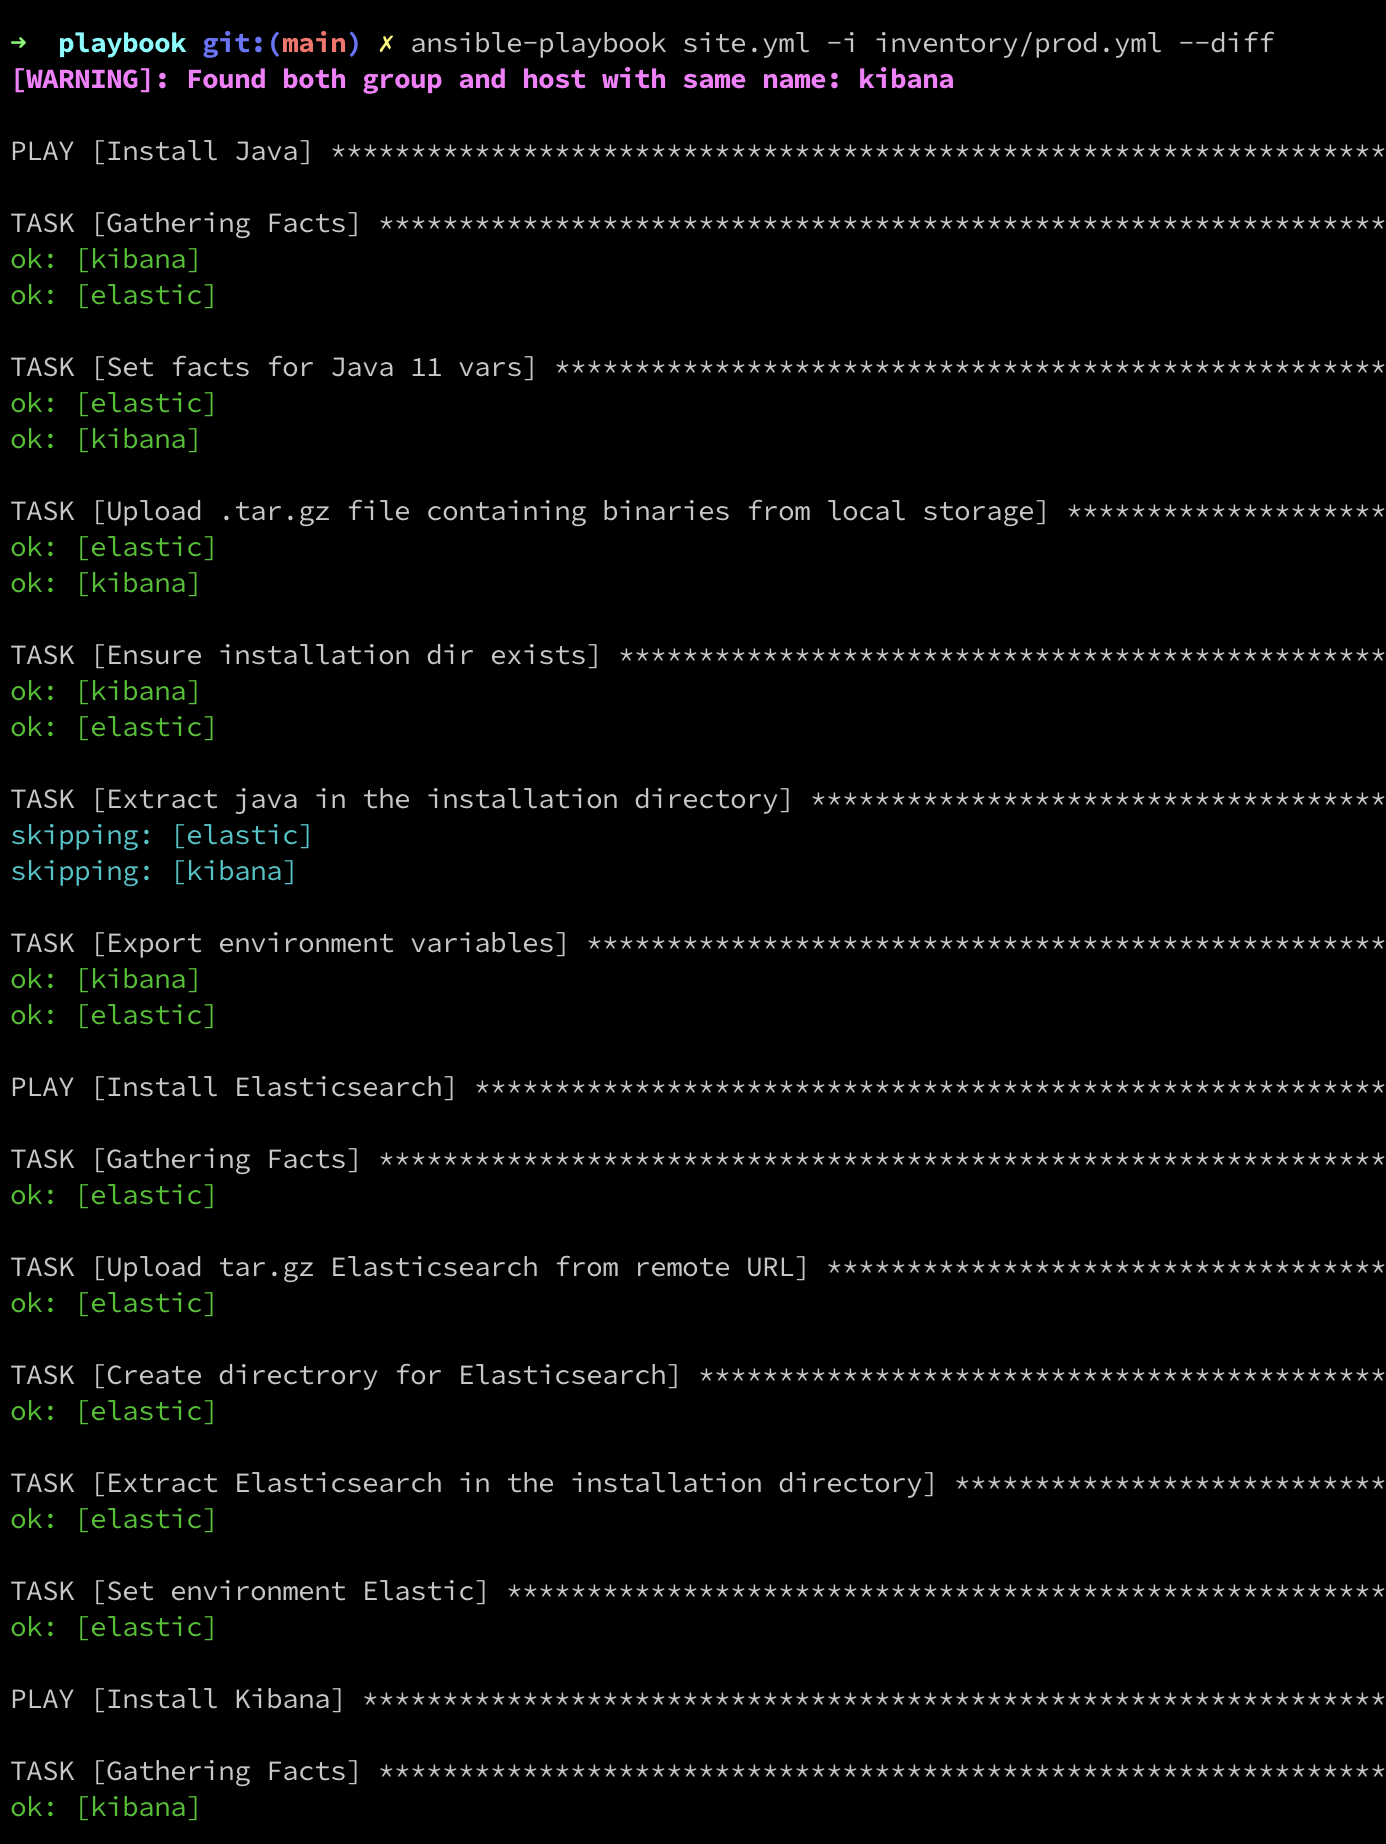 →  playbook git:(main) ✗ ansible-playbook site.yml -i inventory/prod.yml --diff
[WARNING]: Found both group and host with same name: kibana

PLAY [Install Java] ******************************************************************

TASK [Gathering Facts] ***************************************************************
ok: [kibana]
ok: [elastic]

TASK [Set facts for Java 11 vars] ****************************************************
ok: [elastic]
ok: [kibana]

TASK [Upload .tar.gz file containing binaries from local storage] ********************
ok: [elastic]
ok: [kibana]

TASK [Ensure installation dir exists] ************************************************
ok: [kibana]
ok: [elastic]

TASK [Extract java in the installation directory] ************************************
skipping: [elastic]
skipping: [kibana]

TASK [Export environment variables] **************************************************
ok: [kibana]
ok: [elastic]

PLAY [Install Elasticsearch] *********************************************************

TASK [Gathering Facts] ***************************************************************
ok: [elastic]

TASK [Upload tar.gz Elasticsearch from remote URL] ***********************************
ok: [elastic]

TASK [Create directrory for Elasticsearch] *******************************************
ok: [elastic]

TASK [Extract Elasticsearch in the installation directory] ***************************
ok: [elastic]

TASK [Set environment Elastic] *******************************************************
ok: [elastic]

PLAY [Install Kibana] ****************************************************************

TASK [Gathering Facts] ***************************************************************
ok: [kibana]